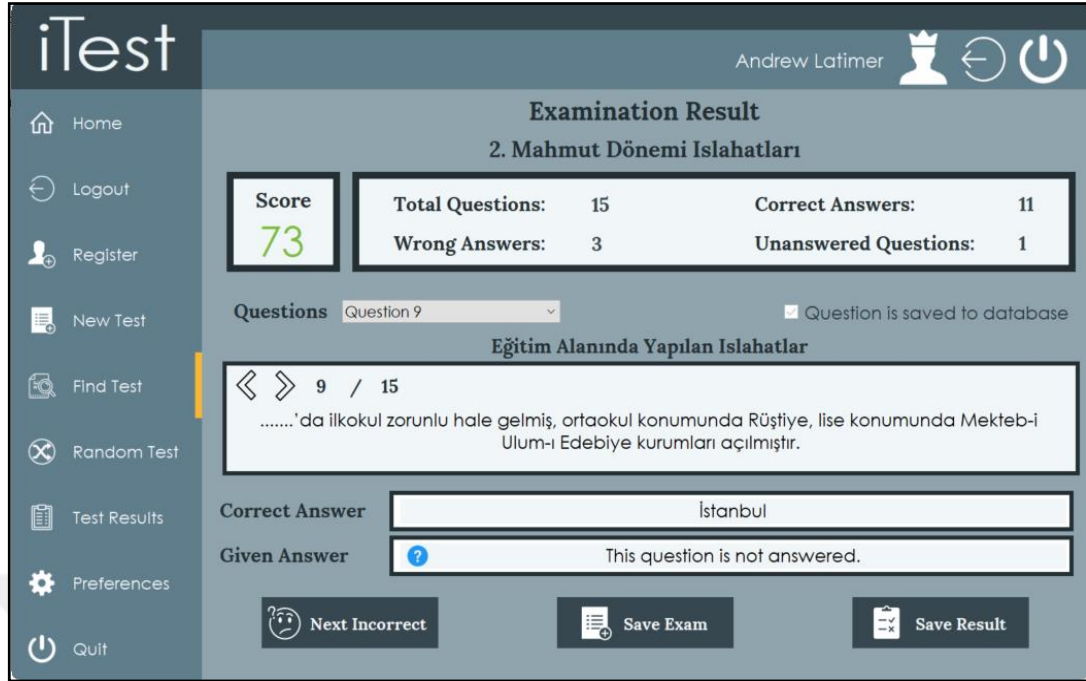 iTest
Andrew Latimer
Home
Logout
Register
New Test
Find Test
Random Test
Test Results
Preferences
Quit
Examination Result
2. Mahmut Dönemi Islahatları
Score
73
Total Questions: 15
Correct Answers: 11
Wrong Answers: 3
Unanswered Questions: 1
Questions Question 9
Question is saved to database
Eğitim Alanında Yapılan Islahatlar
9 / 15
.......'da ilkokul zorunlu hale gelmiş, ortaokul konumunda Rüştiye, lise konumunda Mekteb-i
Ulum-ı Edebiye kurumları açılmıştır.
Correct Answer İstanbul
Given Answer ? This question is not answered.
Next Incorrect
Save Exam
Save Result